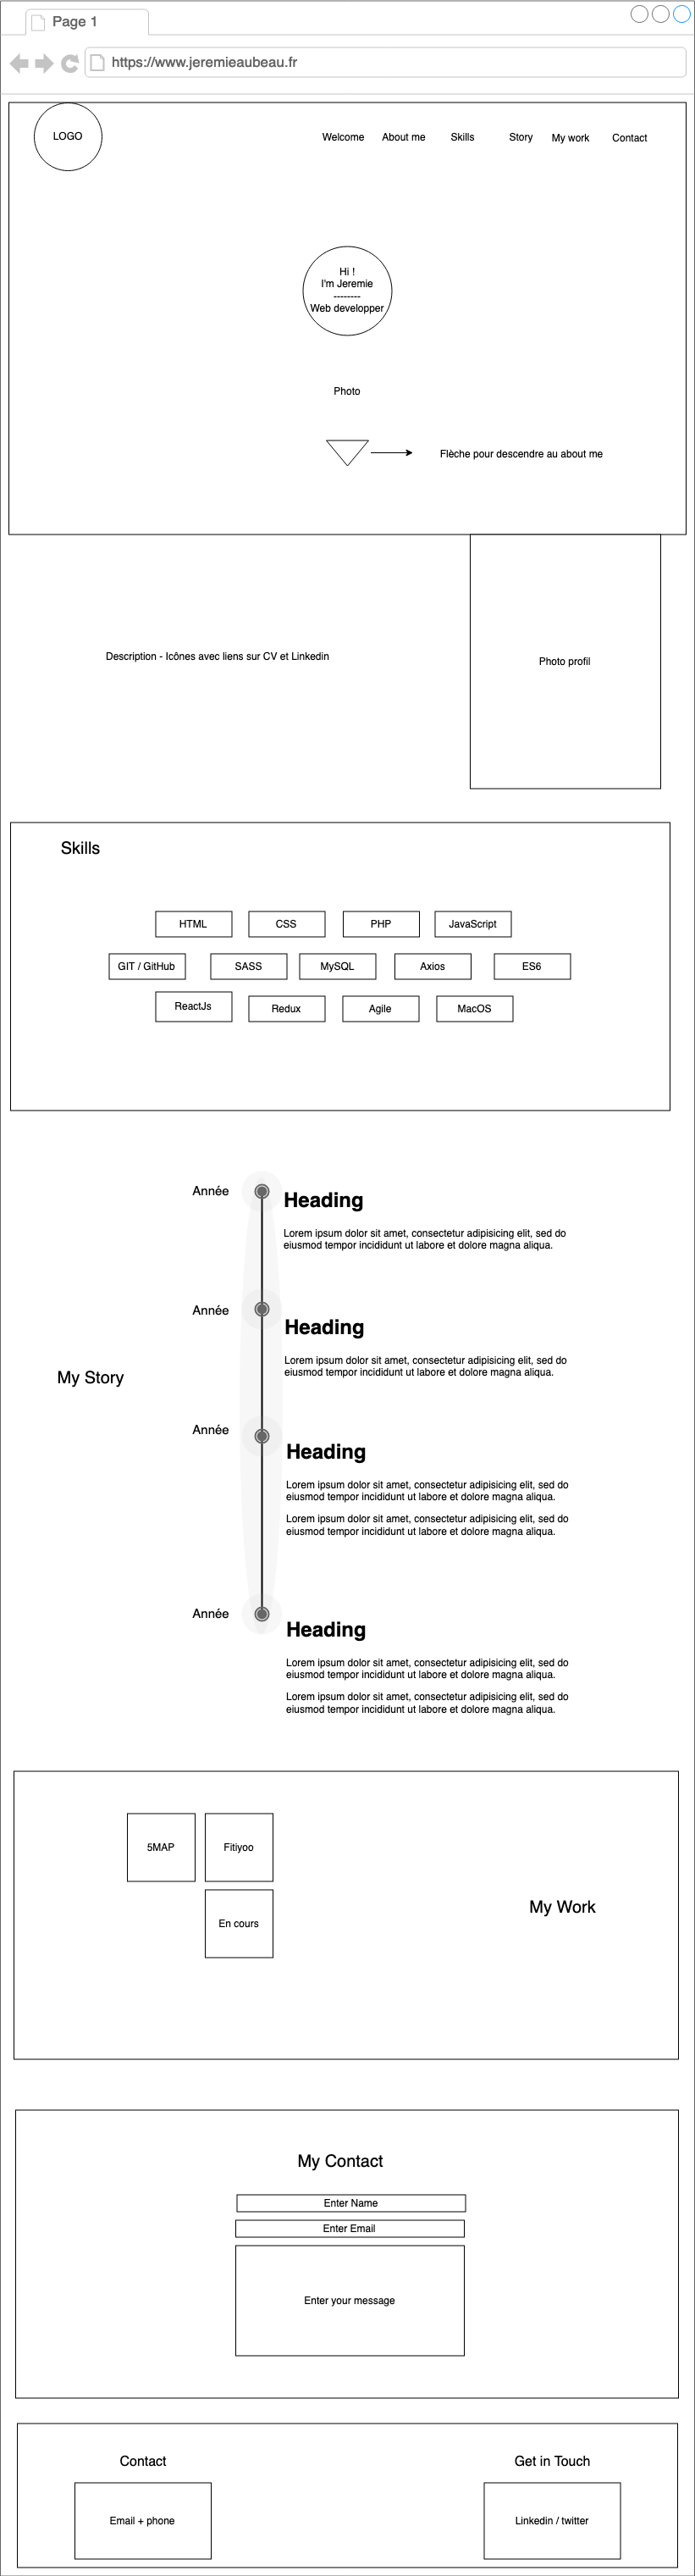 Page 1
https://www.jeremieaubeau.fr
LOGO
Welcome
About me
Skills
Story
My work
Contact
Hi !
I'm Jeremie
--------
Web developper
Photo
Flèche pour descendre au about me
Description - Icônes avec liens sur CV et Linkedin
Photo profil
Skills
HTML
CSS
PHP
JavaScript
GIT / GitHub
SASS
MySQL
Axios
ES6
ReactJs
Redux
Agile
MacOS
Année
Heading
Lorem ipsum dolor sit amet, consectetur adipisicing elit, sed do
eiusmod tempor incididunt ut labore et dolore magna aliqua.
Année
Heading
Lorem ipsum dolor sit amet, consectetur adipisicing elit, sed do
eiusmod tempor incididunt ut labore et dolore magna aliqua.
My Story
Année
Heading
Lorem ipsum dolor sit amet, consectetur adipisicing elit, sed do
eiusmod tempor incididunt ut labore et dolore magna aliqua.
Lorem ipsum dolor sit amet, consectetur adipisicing elit, sed do
eiusmod tempor incididunt ut labore et dolore magna aliqua.
Année
Heading
Lorem ipsum dolor sit amet, consectetur adipisicing elit, sed do
eiusmod tempor incididunt ut labore et dolore magna aliqua.
Lorem ipsum dolor sit amet, consectetur adipisicing elit, sed do
eiusmod tempor incididunt ut labore et dolore magna aliqua.
5MAP
Fitiyoo
En cours
My Work
My Contact
Enter Name
Enter Email
Enter your message
Contact
Email + phone
Get in Touch
Linkedin / twitter